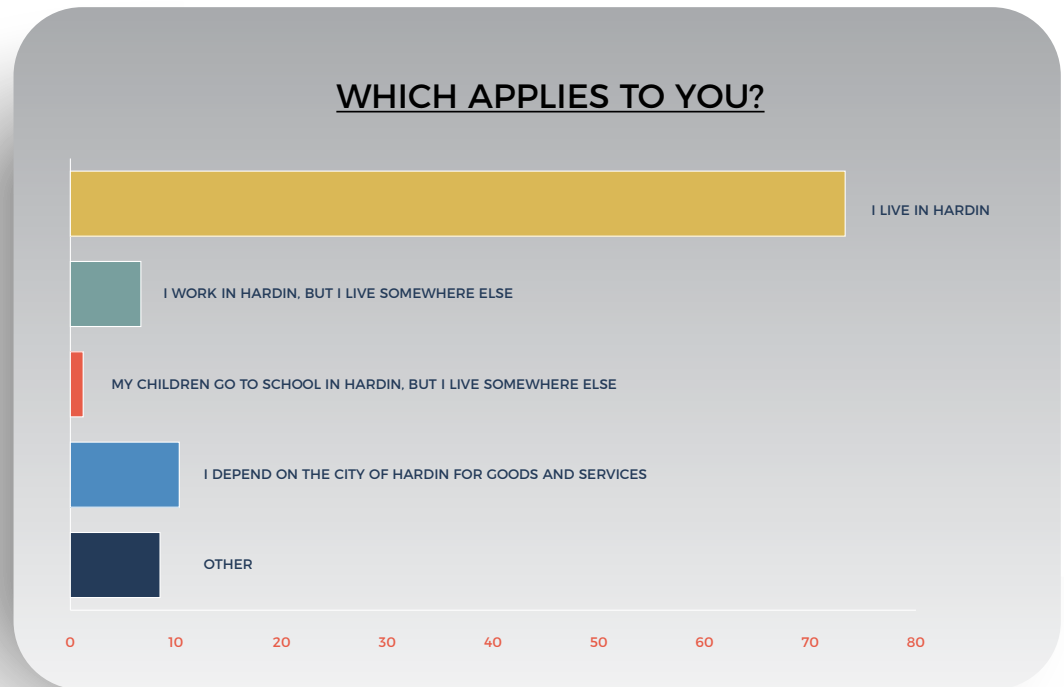 WHICH APPLIES TO YOU?
I LIVE IN HARDIN
I WORK IN HARDIN, BUT I LIVE SOMEWHERE ELSE
MY CHILDREN GO TO SCHOOL IN HARDIN, BUT I LIVE SOMEWHERE ELSE
I DEPEND ON THE CITY OF HARDIN FOR GOODS AND SERVICES
OTHER
0 10 20 30 40 50 60 70 80